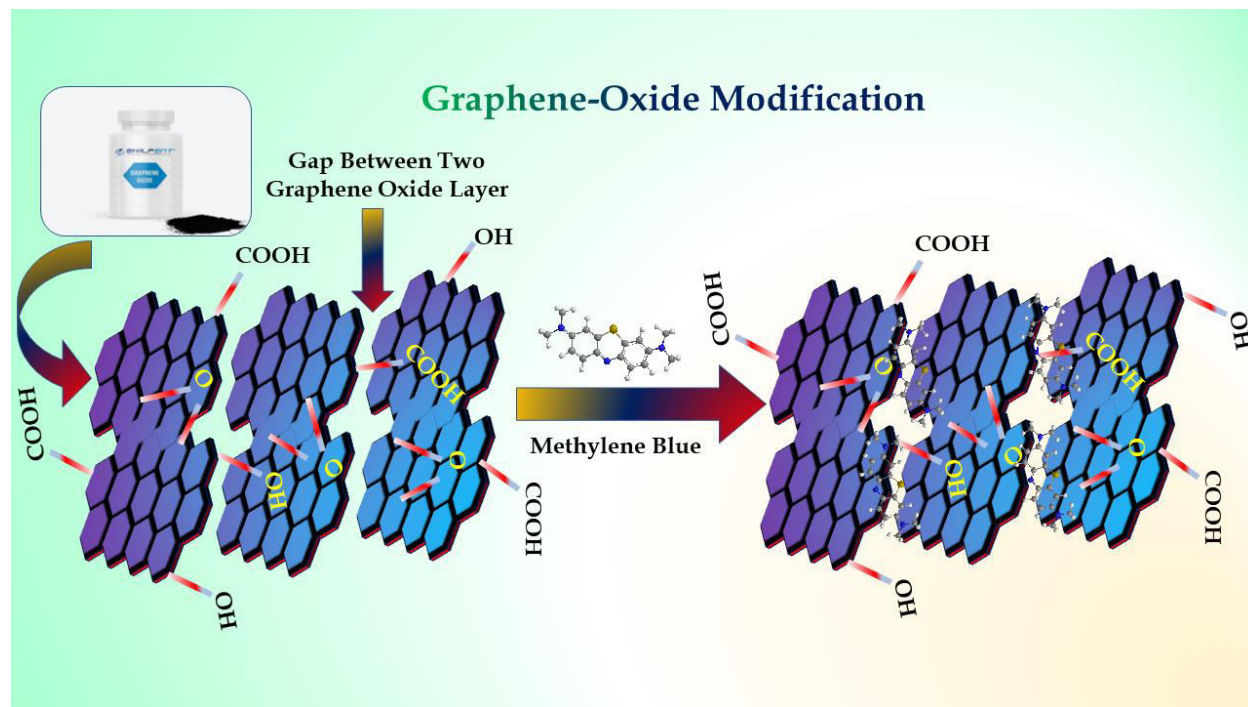 Graphene-Oxide Modification
SHILPENT
GRAPHENE
OXIDE
Gap Between Two
Graphene Oxide Layer
COOH
OH
COOH
O
COOH
OH
O
O
COOH
OH
Methylene Blue
COOH
COOH
OH
O
COOH
OH
O
O
COOH
OH